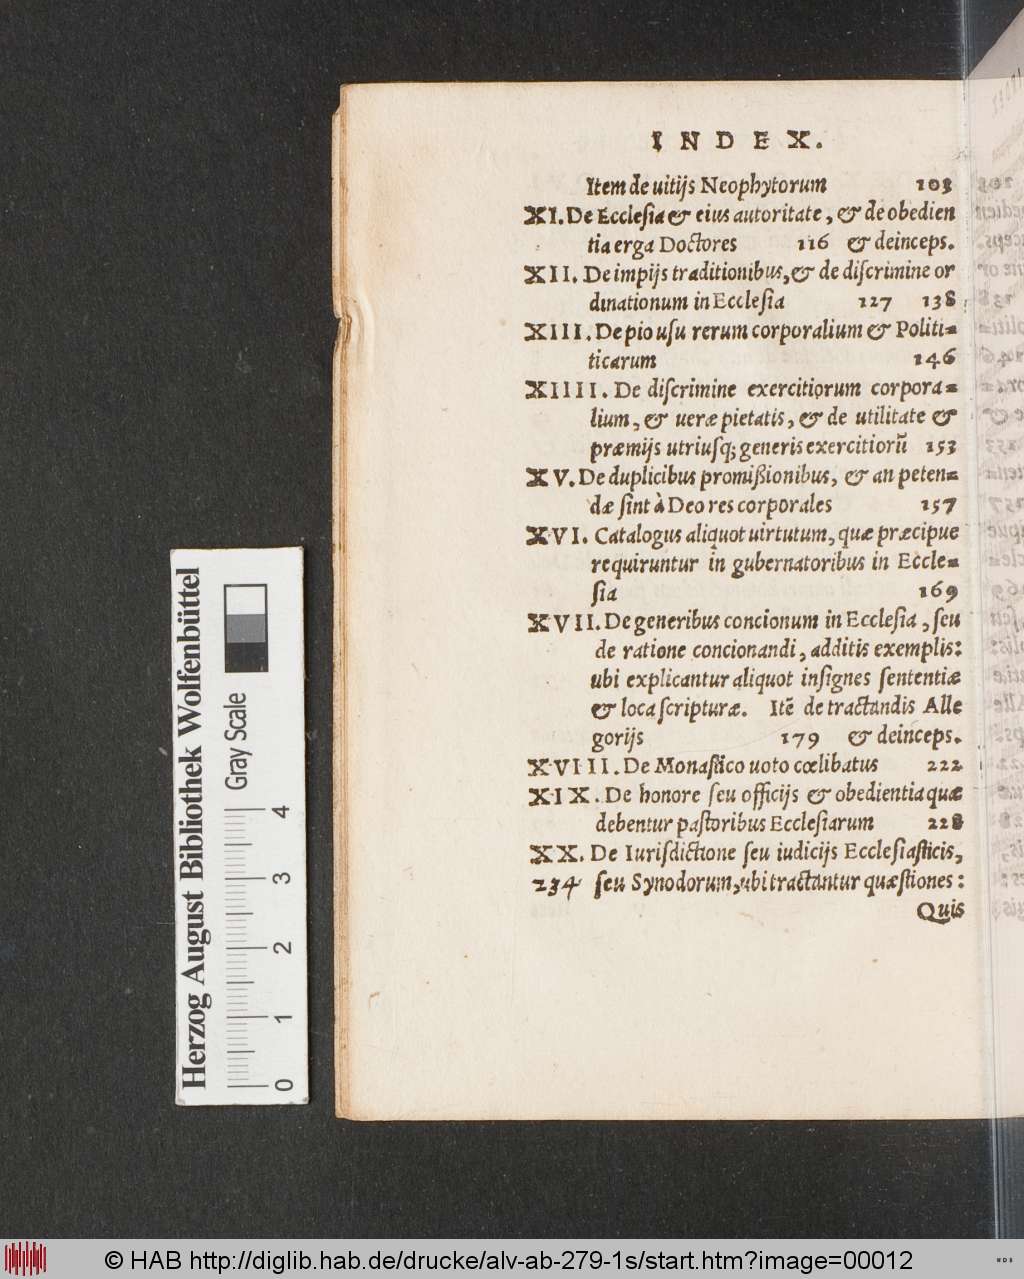 INDEX.
Item de uitijs Neophytorum 103
XI. De Ecclesia & eius autoritate, & de obedien
tia erga Doctores 116 & deinceps.
XII. De impijs traditionibus, & de discrimine or
dinationum in Ecclesia 127 138
XIII. De pio usu rerum corporalium & Politi=
ticarum 146
XIIII. De discrimine exercitiorum corpora=
lium, & ueræ pietatis, & de utilitate &
præmijs utriusq; generis exercitiorũ 153
XV. De duplicibus promißionibus, & an peten=
dæ sint à Deo res corporales 157
XVI. Catalogus aliquot uirtutum, quæ præcipue
requiruntur in gubernatoribus in Eccle=
sia 169
XVII. De generibus concionum in Ecclesia, seu
de ratione concionandi, additis exemplis:
ubi explicantur aliquot insignes sententiæ
& loca scripturæ. Itẽ de tractandis Alle
gorijs 179 & deinceps.
XVIII. De Monastico uoto cœlibatus 222
XIX. De honore seu officijs & obedientia quæ
debentur pastoribus Ecclesiarum 228
XX. De Iurisdictione seu iudicijs Ecclesiasticis,
234 seu Synodorum, ubi tractantur quæstiones:
Quis
Herzog August Bibliothek Wolfenbüttel
Gray Scale
0 1 2 3 4
© HAB http://diglib.hab.de/drucke/alv-ab-279-1s/start.htm?image=00012